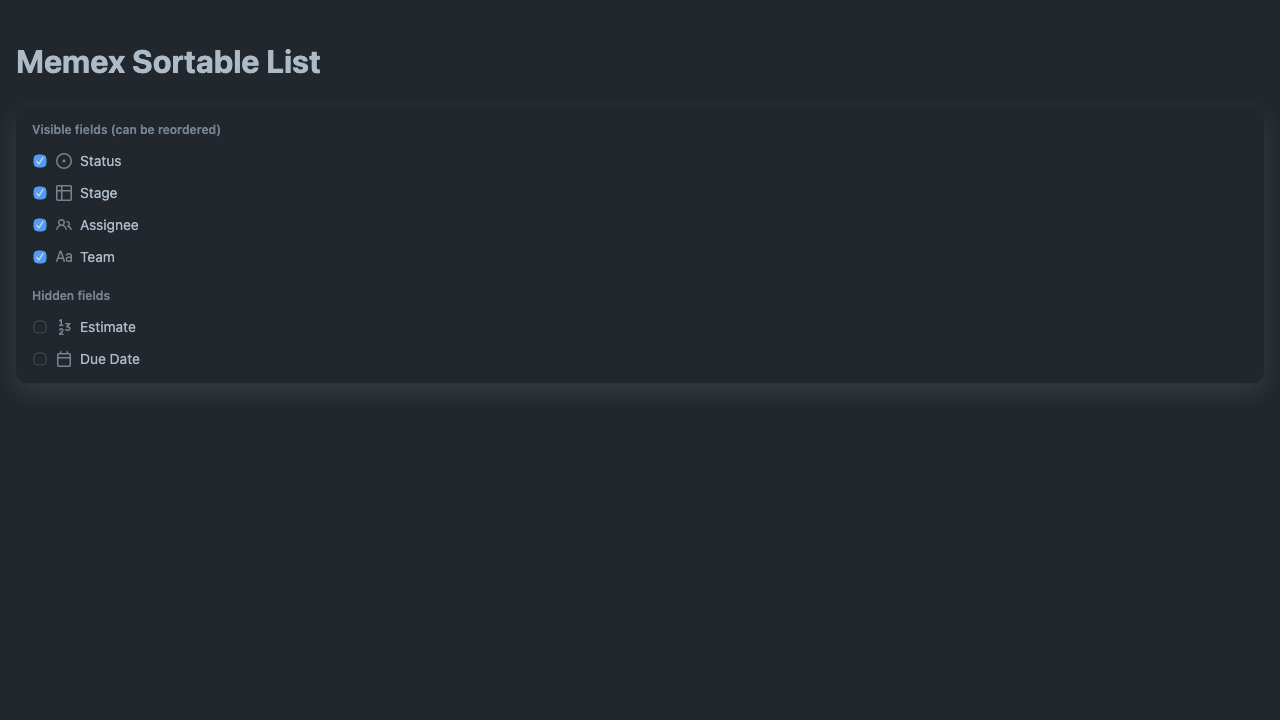 Memex Sortable List
Visible fields (can be reordered)
Status
Stage
Assignee
Aa Team
Hidden fields
Estimate
Due Date